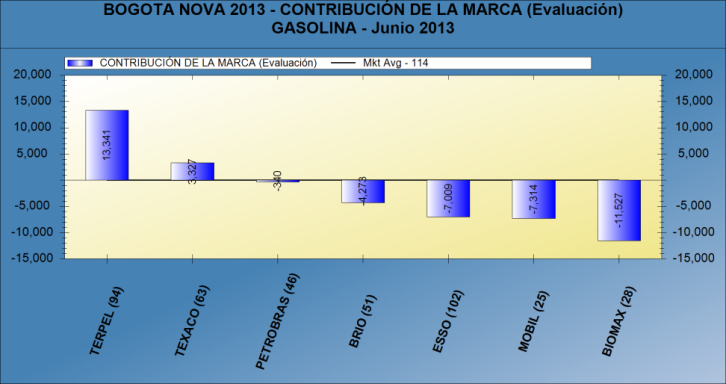 BOGOTA NOVA 2013 - CONTRIBUCIÓN DE LA MARCA (Evaluación)
GASOLINA - Junio 2013
CONTRIBUCIÓN DE LA MARCA (Evaluación) Mkt Avg - 114
20,000 20,000
15,000 15,000
10,000 10,000
5,000 5,000
-5,000 -5,000
-10,000 -10,000
-15,000 -15,000
13,341
3,327
-340
-4,273
-7,009
-7,314
-11,527
TERPEL (94)
TEXACO (63)
PETROBRAS (46)
BRIO (51)
ESSO (102)
MOBIL (25)
BIOMAX (28)